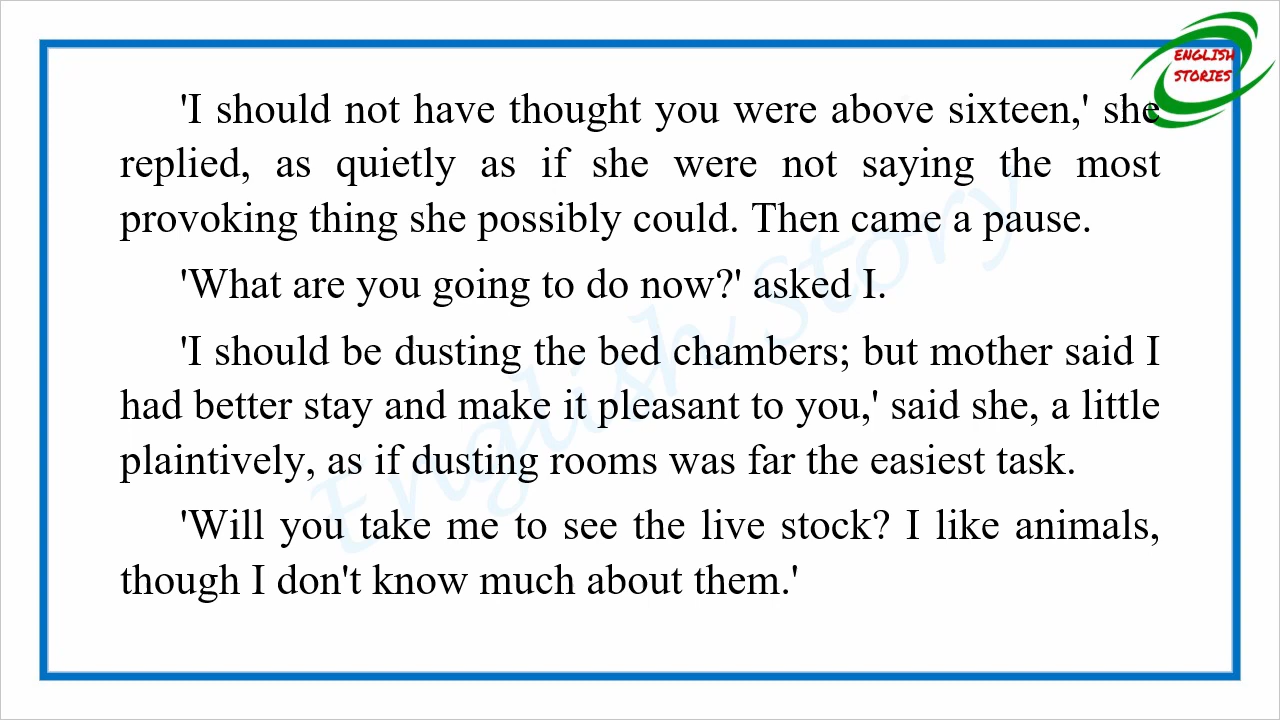 ENGLISH
STORIES
'I should not have thought you were above sixteen,' she
replied, as quietly as if she were not saying the most
provoking thing she possibly could. Then came a pause.
'What are you going to do now?' asked I.
'I should be dusting the bed chambers; but mother said I
had better stay and make it pleasant to you,' said she, a little
plaintively, as if dusting rooms was far the easiest task.
'Will you take me to see the live stock? I like animals,
though I don't know much about them.'
English Story